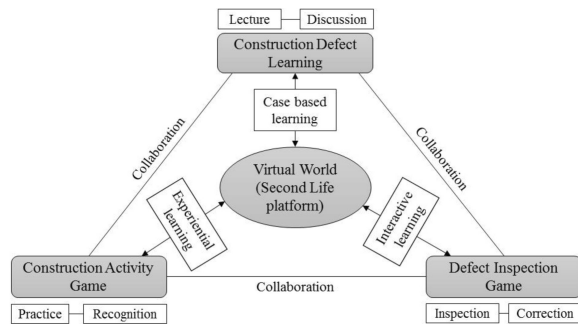 Lecture
Discussion
Construction Defect
Learning
Case based
learning
Collaboration
Collaboration
Virtual World
(Second Life
platform)
Experiential
learning
Interactive
learning
Construction Activity
Game
Collaboration
Defect Inspection
Game
Practice
Recognition
Inspection
Correction